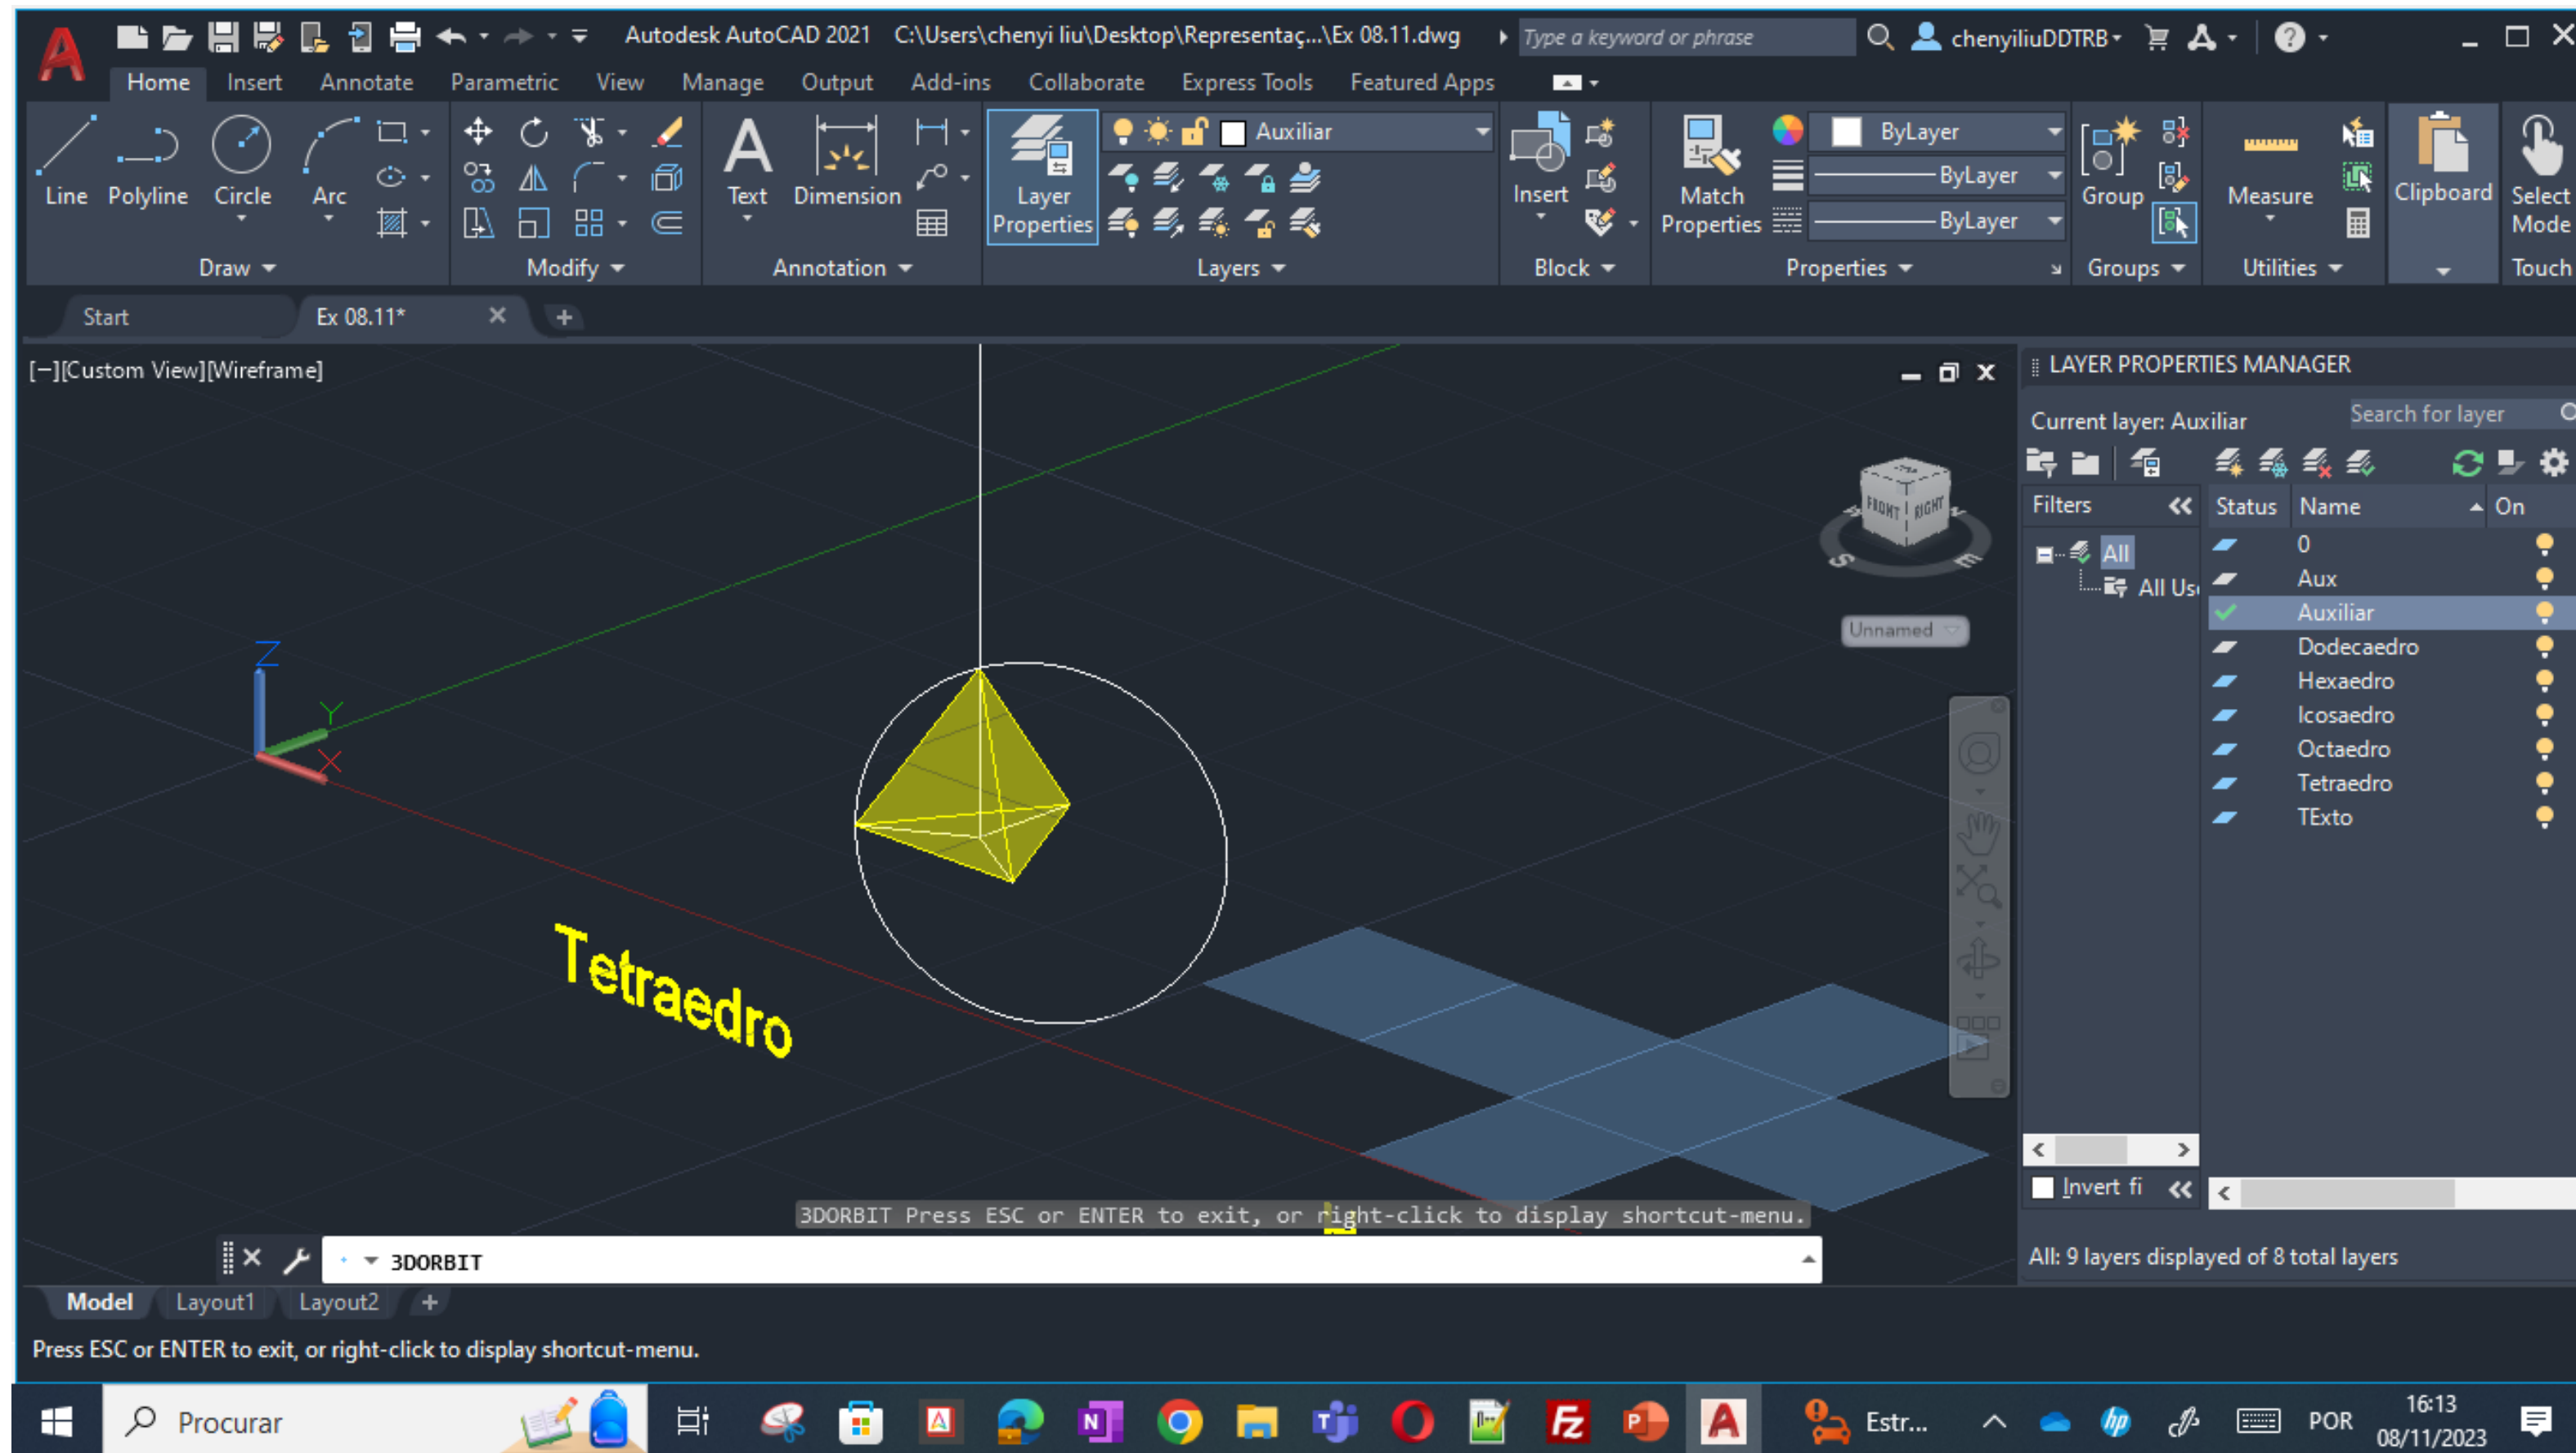 Autodesk AutoCAD 2021 C:\Users\chenyi liu\Desktop\Representaç...\Ex 08.11.dwg Type a keyword or phrase chenyiliuDDTRB
Home Insert Annotate Parametric View Manage Output Add-ins Collaborate Express Tools Featured Apps
Auxiliar
ByLayer
ByLayer
ByLayer
Line Polyline Circle Arc
Text Dimension
Layer Properties
Insert
Match Properties
Group
Measure
Clipboard
Select Mode
Draw Modify Annotation Layers Block Properties Groups Utilities Touch
Start Ex 08.11* +
[−][Custom View][Wireframe]
LAYER PROPERTIES MANAGER
Current layer: Auxiliar Search for layer
Filters Status Name On
All
All Us
0
Aux
Auxiliar
Dodecaedro
Hexaedro
Icosaedro
Octaedro
Tetraedro
TExto
FRONT RIGHT
S E
Unnamed
Z
Y
X
Tetraedro
Invert fi
3DORBIT Press ESC or ENTER to exit, or right-click to display shortcut-menu.
3DORBIT
All: 9 layers displayed of 8 total layers
Model Layout1 Layout2 +
Press ESC or ENTER to exit, or right-click to display shortcut-menu.
Procurar
Estr...
POR
16:13
08/11/2023